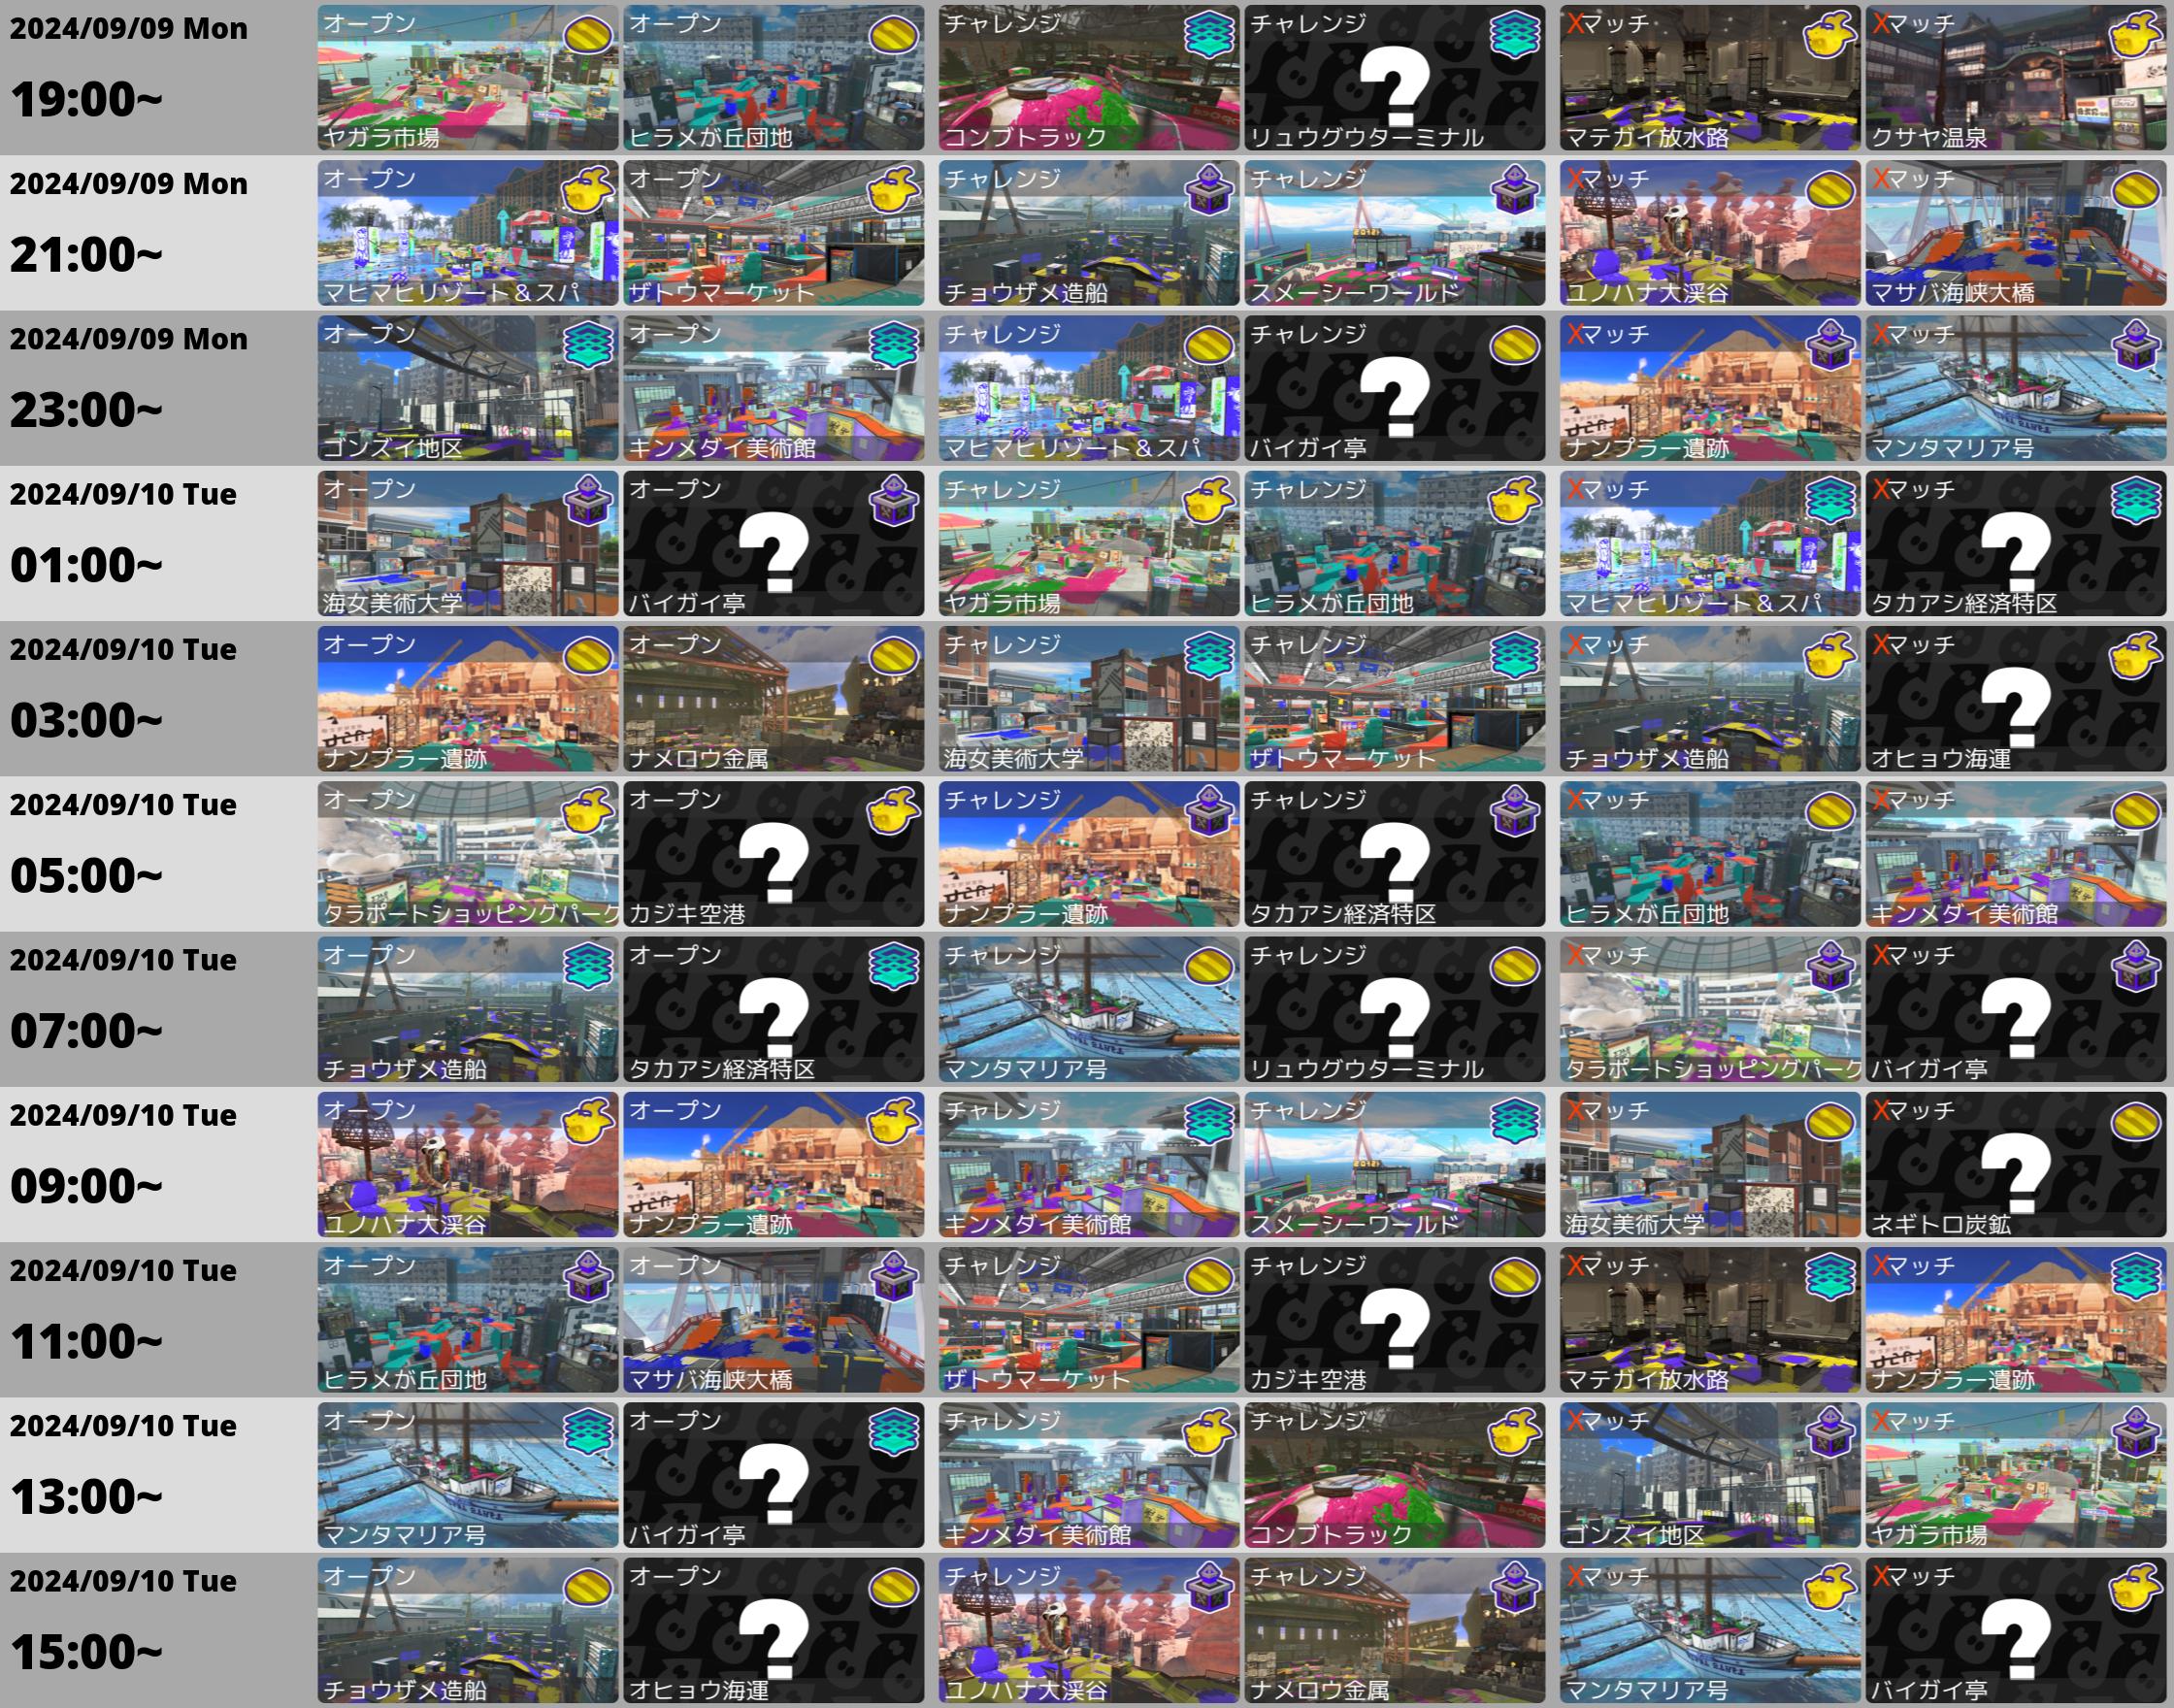 2024/09/09 Mon
19:00~
オープン
ヤガラ市場
オープン
ヒラメが丘団地
チャレンジ
コンブトラック
チャレンジ
リュウグウターミナル
Xマッチ
マテガイ放水路
Xマッチ
クサヤ温泉
2024/09/09 Mon
21:00~
オープン
マヒマヒリゾート＆スパ
オープン
ザトウマーケット
チャレンジ
チョウザメ造船
チャレンジ
スメーシーワールド
Xマッチ
ユノハナ大渓谷
Xマッチ
マサバ海峡大橋
2024/09/09 Mon
23:00~
オープン
ゴンズイ地区
オープン
キンメダイ美術館
チャレンジ
マヒマヒリゾート＆スパ
チャレンジ
バイガイ亭
Xマッチ
ナンプラー遺跡
Xマッチ
マンタマリア号
2024/09/10 Tue
01:00~
オープン
海女美術大学
オープン
バイガイ亭
チャレンジ
ヤガラ市場
チャレンジ
ヒラメが丘団地
Xマッチ
マヒマヒリゾート＆スパ
Xマッチ
タカアシ経済特区
2024/09/10 Tue
03:00~
オープン
ナンプラー遺跡
オープン
ナメロウ金属
チャレンジ
海女美術大学
チャレンジ
ザトウマーケット
Xマッチ
チョウザメ造船
Xマッチ
オヒョウ海運
2024/09/10 Tue
05:00~
オープン
タラポートショッピングパーク
オープン
カジキ空港
チャレンジ
ナンプラー遺跡
チャレンジ
タカアシ経済特区
Xマッチ
ヒラメが丘団地
Xマッチ
キンメダイ美術館
2024/09/10 Tue
07:00~
オープン
チョウザメ造船
オープン
タカアシ経済特区
チャレンジ
マンタマリア号
チャレンジ
リュウグウターミナル
Xマッチ
タラポートショッピングパーク
Xマッチ
バイガイ亭
2024/09/10 Tue
09:00~
オープン
ユノハナ大渓谷
オープン
ナンプラー遺跡
チャレンジ
キンメダイ美術館
チャレンジ
スメーシーワールド
Xマッチ
海女美術大学
Xマッチ
ネギトロ炭鉱
2024/09/10 Tue
11:00~
オープン
ヒラメが丘団地
オープン
マサバ海峡大橋
チャレンジ
ザトウマーケット
チャレンジ
カジキ空港
Xマッチ
マテガイ放水路
Xマッチ
ナンプラー遺跡
2024/09/10 Tue
13:00~
オープン
マンタマリア号
オープン
バイガイ亭
チャレンジ
キンメダイ美術館
チャレンジ
コンブトラック
Xマッチ
ゴンズイ地区
Xマッチ
ヤガラ市場
2024/09/10 Tue
15:00~
オープン
チョウザメ造船
オープン
オヒョウ海運
チャレンジ
ユノハナ大渓谷
チャレンジ
ナメロウ金属
Xマッチ
マンタマリア号
Xマッチ
バイガイ亭